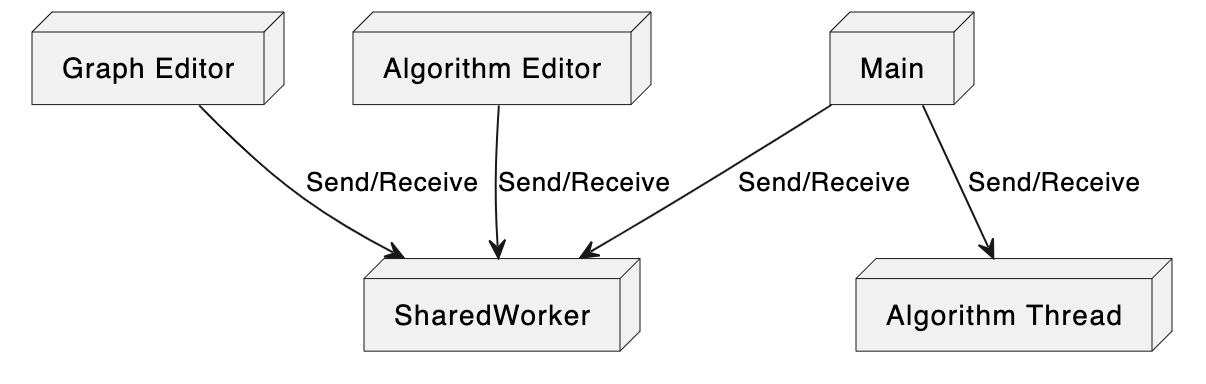 Graph Editor
Algorithm Editor
Main
Send/Receive
Send/Receive
Send/Receive
Send/Receive
SharedWorker
Algorithm Thread